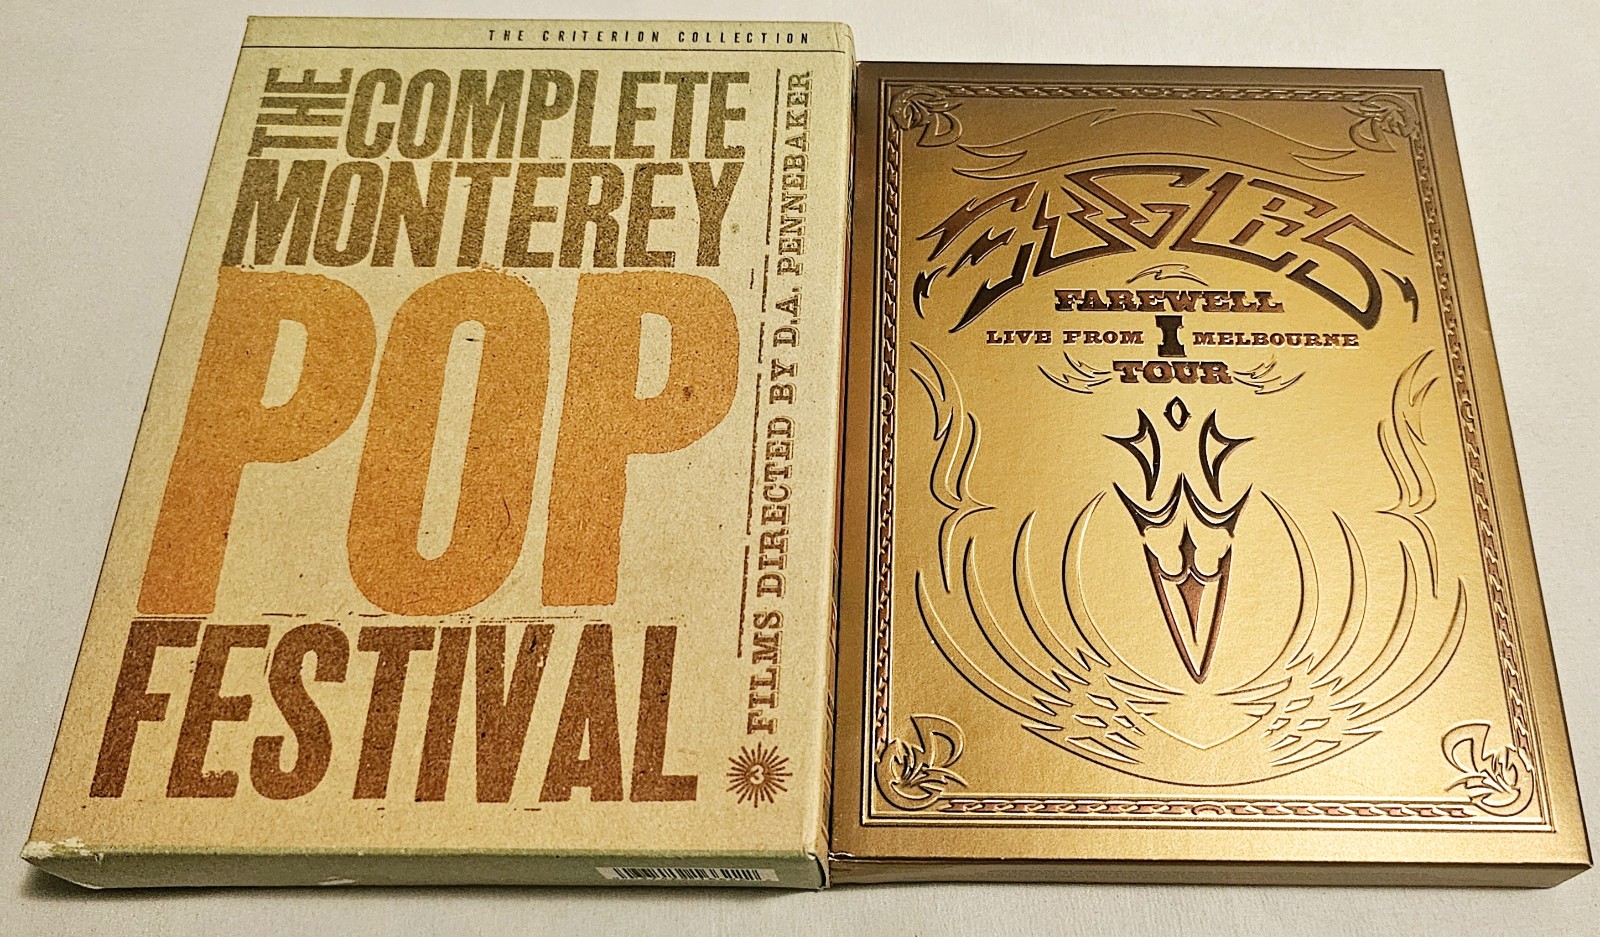 THE CRITERION COLLECTION
THE COMPLETE
MONTEREY
POP
FESTIVAL
FILMS DIRECTED BY D.A. PENNEBAKER
3
EAGLES
FAREWELL
LIVE FROM I MELBOURNE
TOUR